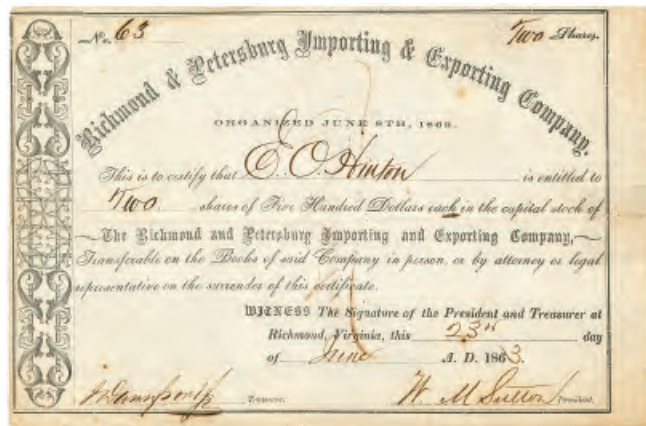 No. 63 Two Shares.
Richmond & Petersburg Importing & Exporting Company.
ORGANIZED JUNE 8TH, 1863.
This is to certify that E. O. Hinton is entitled to
Two shares of Five Hundred Dollars each in the capital stock of
The Richmond and Petersburg Importing and Exporting Company,
Transferable on the Books of said Company in person, or by attorney or legal
representative on the surrender of this certificate.
WITNESS The Signature of the President and Treasurer at
Richmond, Virginia, this 23rd day
of June A. D. 1863.
Treasurer. W. M. Sutton President.